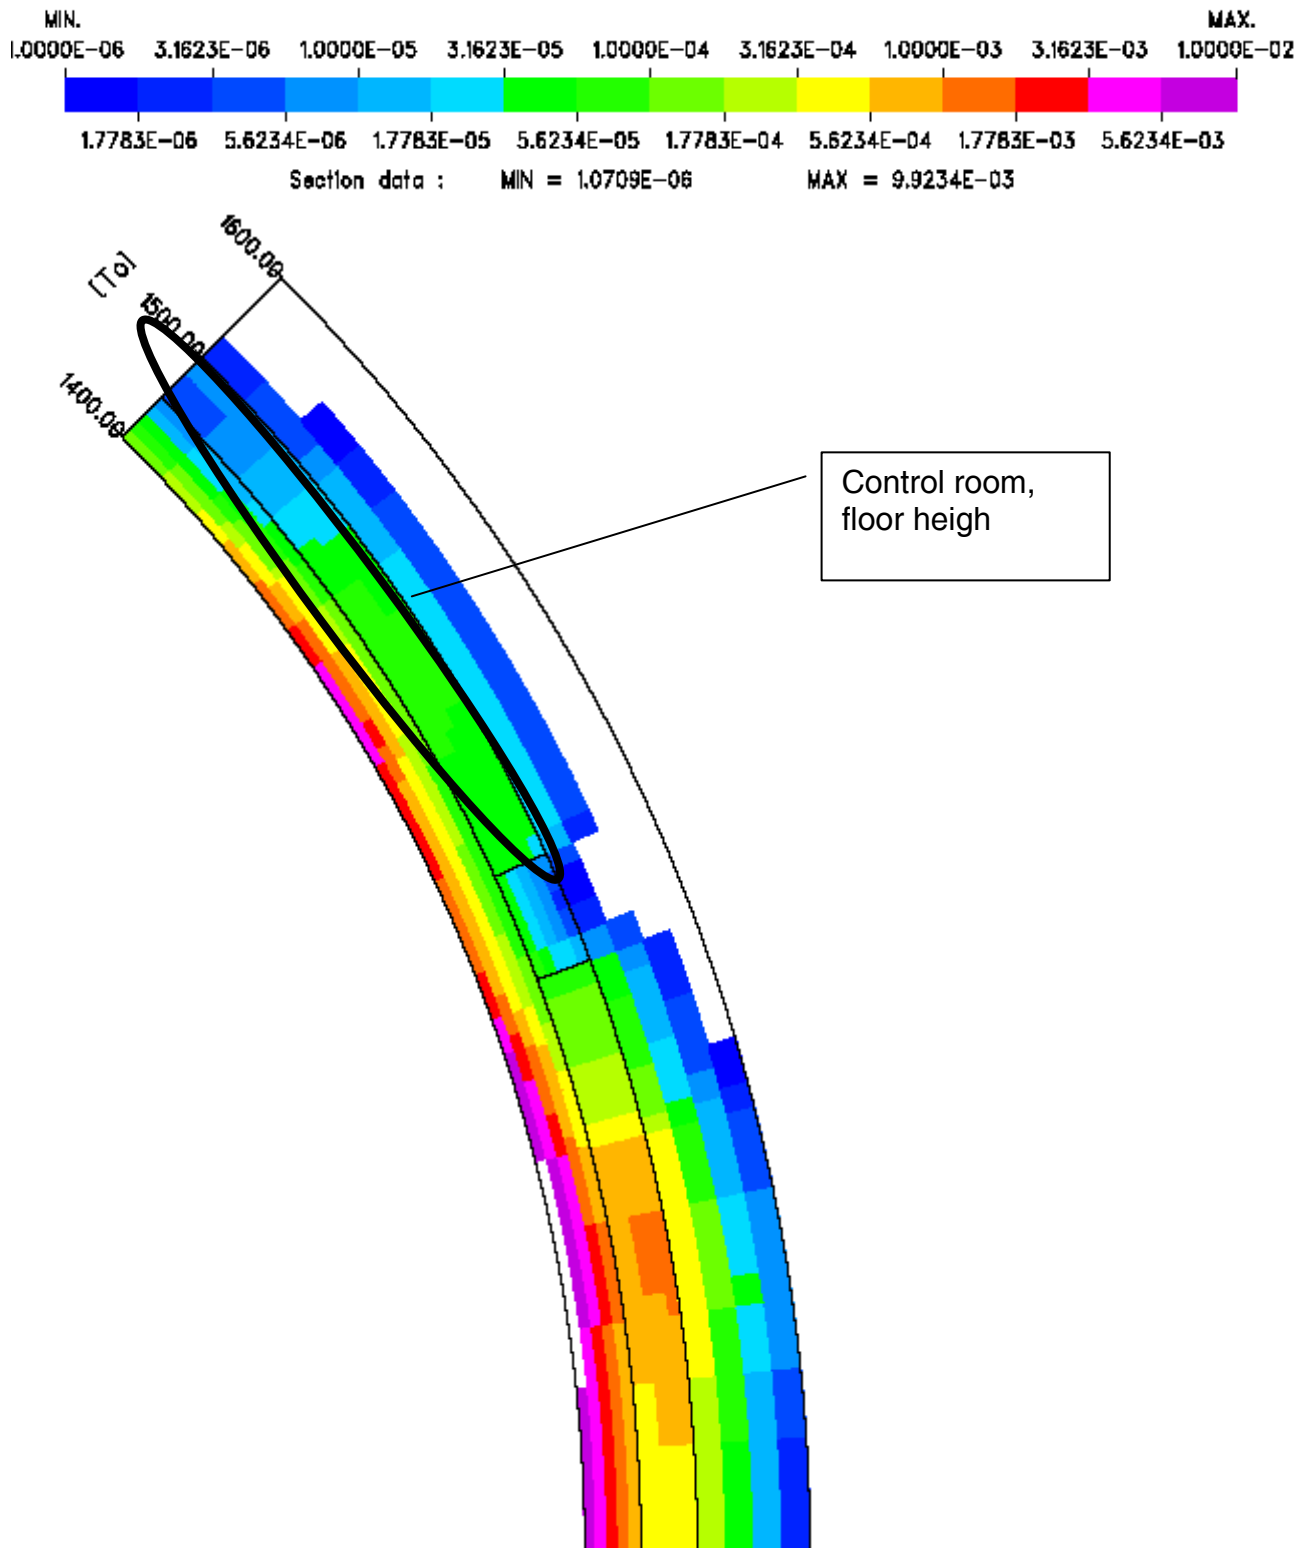 MIN. MAX.
1.0000E-06 3.1623E-06 1.0000E-05 3.1623E-05 1.0000E-04 3.1623E-04 1.0000E-03 3.1623E-03 1.0000E-02
1.7783E-06 5.6234E-06 1.7783E-05 5.6234E-05 1.7783E-04 5.6234E-04 1.7783E-03 5.6234E-03
Section data : MIN = 1.0709E-06 MAX = 9.9234E-03
1600.00
[To]
1500.00
1400.00
Control room,
floor heigh